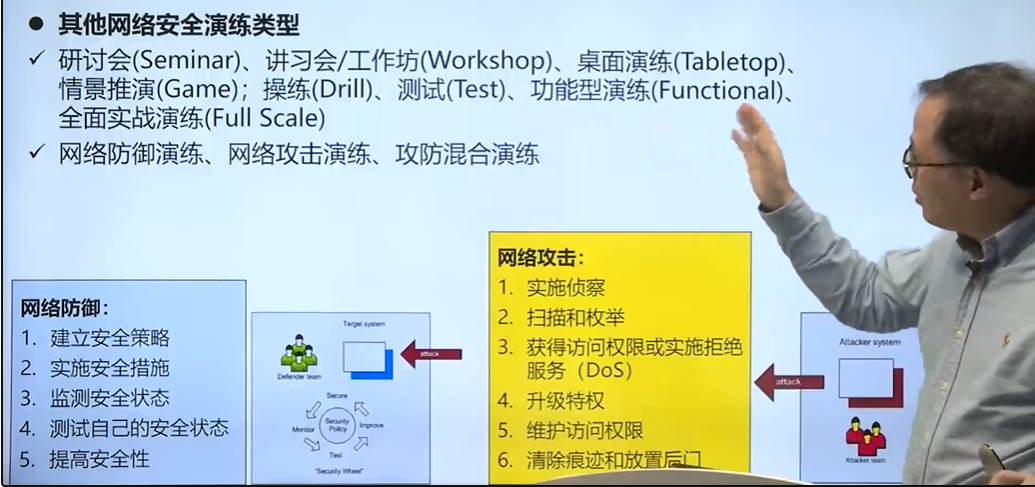 ● 其他网络安全演练类型
✓ 研讨会(Seminar)、讲习会/工作坊(Workshop)、桌面演练(Tabletop)、
情景推演(Game)；操练(Drill)、测试(Test)、功能型演练(Functional)、
全面实战演练(Full Scale)
✓ 网络防御演练、网络攻击演练、攻防混合演练
网络防御：
1. 建立安全策略
2. 实施安全措施
3. 监测安全状态
4. 测试自己的安全状态
5. 提高安全性
Target system
Defender team
attack
Secure
Monitor
Security
Policy
Improve
Test
"Security Wheel"
网络攻击：
1. 实施侦察
2. 扫描和枚举
3. 获得访问权限或实施拒绝
服务（DoS）
4. 升级特权
5. 维护访问权限
6. 清除痕迹和放置后门
Attacker system
attack
Attacker team